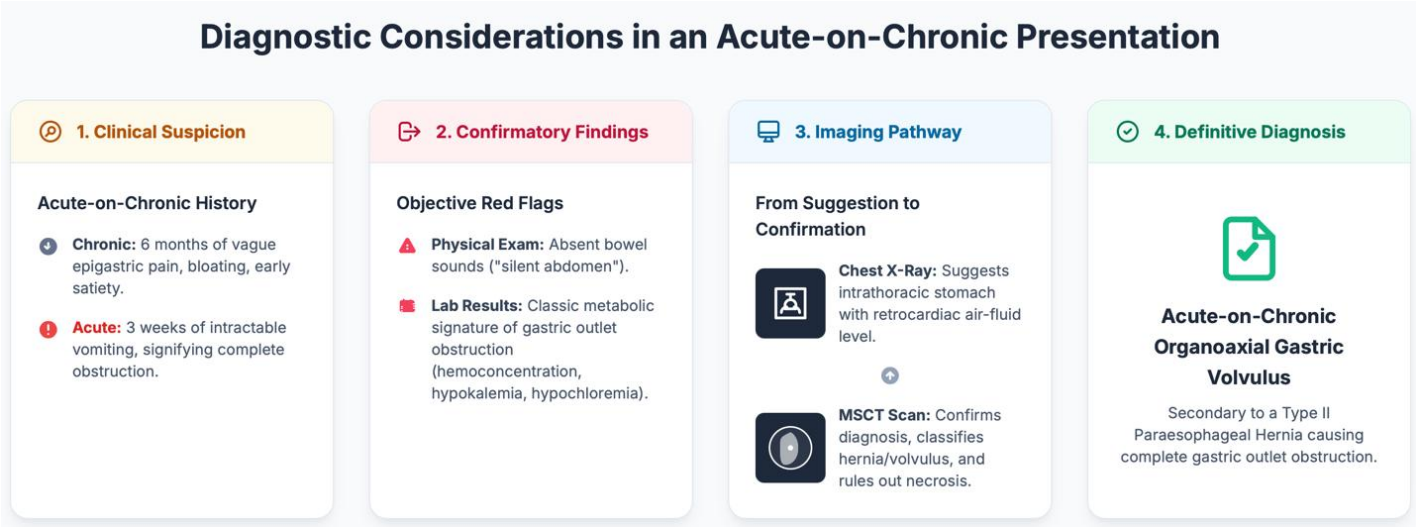 Diagnostic Considerations in an Acute-on-Chronic Presentation
1. Clinical Suspicion
Acute-on-Chronic History
Chronic: 6 months of vague
epigastric pain, bloating, early
satiety.
Acute: 3 weeks of intractable
vomiting, signifying complete
obstruction.
2. Confirmatory Findings
Objective Red Flags
Physical Exam: Absent bowel
sounds ("silent abdomen").
Lab Results: Classic metabolic
signature of gastric outlet
obstruction
(hemoconcentration,
hypokalemia, hypochloremia).
3. Imaging Pathway
From Suggestion to
Confirmation
Chest X-Ray: Suggests
intrathoracic stomach
with retrocardiac air-fluid
level.
MSCT Scan: Confirms
diagnosis, classifies
hernia/volvulus, and
rules out necrosis.
4. Definitive Diagnosis
Acute-on-Chronic
Organoaxial Gastric
Volvulus
Secondary to a Type II
Paraesophageal Hernia causing
complete gastric outlet obstruction.